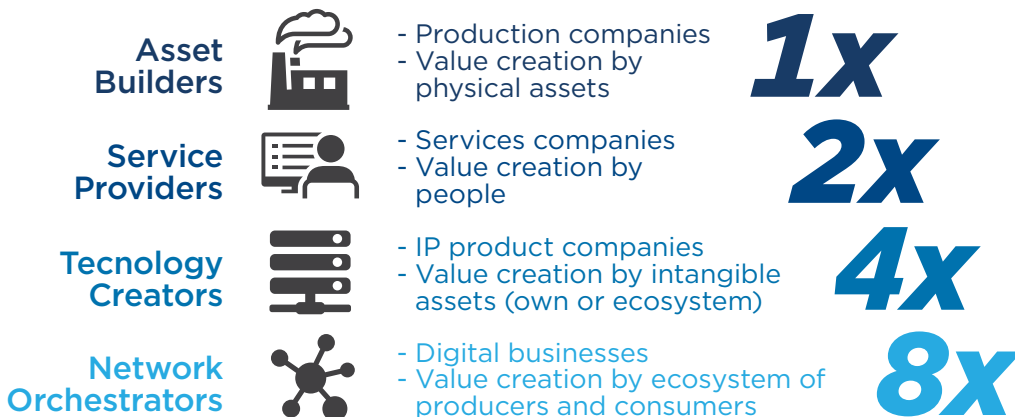 Asset
Builders
- Production companies
- Value creation by
physical assets
1x
Service
Providers
- Services companies
- Value creation by
people
2x
Tecnology
Creators
- IP product companies
- Value creation by intangible
assets (own or ecosystem)
4x
Network
Orchestrators
- Digital businesses
- Value creation by ecosystem of
producers and consumers
8x